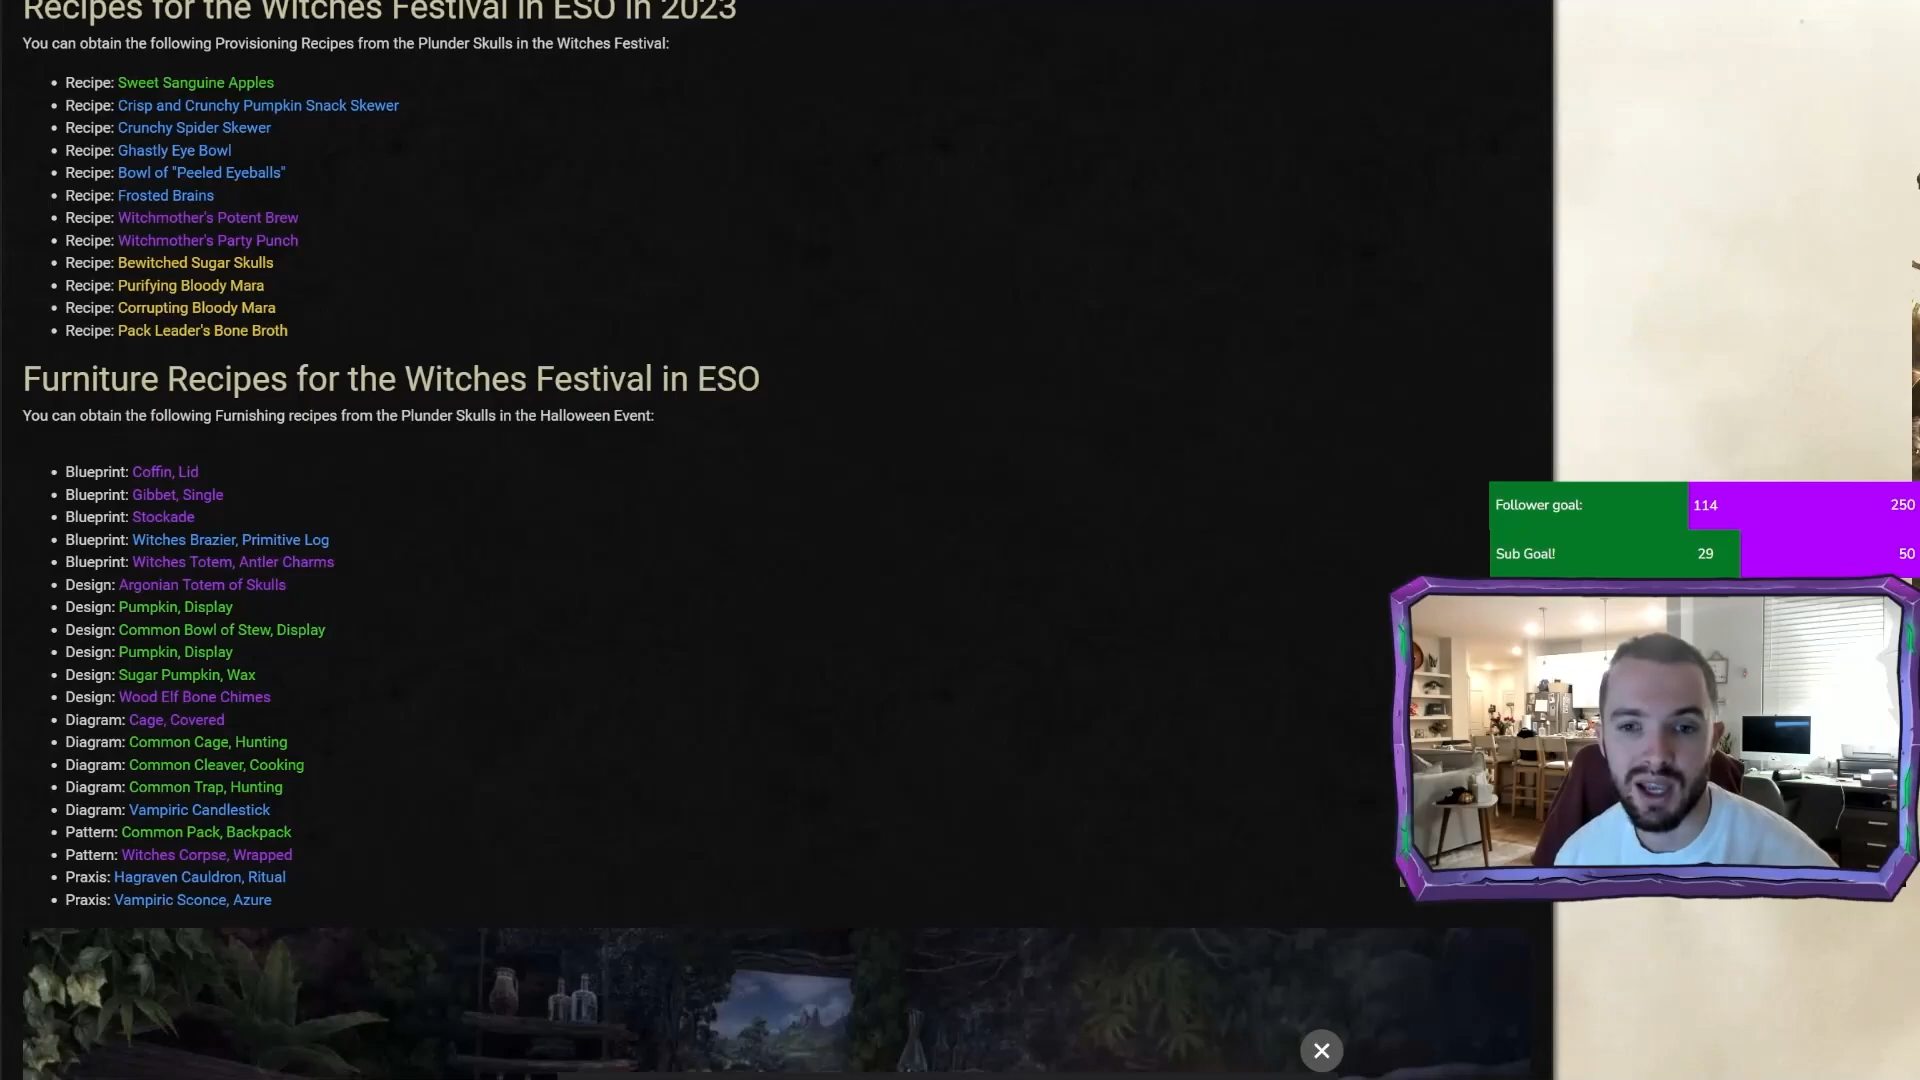 Recipes for the Witches Festival in ESO in 2023
You can obtain the following Provisioning Recipes from the Plunder Skulls in the Witches Festival:
Recipe: Sweet Sanguine Apples
Recipe: Crisp and Crunchy Pumpkin Snack Skewer
Recipe: Crunchy Spider Skewer
Recipe: Ghastly Eye Bowl
Recipe: Bowl of "Peeled Eyeballs"
Recipe: Frosted Brains
Recipe: Witchmother's Potent Brew
Recipe: Witchmother's Party Punch
Recipe: Bewitched Sugar Skulls
Recipe: Purifying Bloody Mara
Recipe: Corrupting Bloody Mara
Recipe: Pack Leader's Bone Broth
Furniture Recipes for the Witches Festival in ESO
You can obtain the following Furnishing recipes from the Plunder Skulls in the Halloween Event:
Blueprint: Coffin, Lid
Blueprint: Gibbet, Single
Blueprint: Stockade
Blueprint: Witches Brazier, Primitive Log
Blueprint: Witches Totem, Antler Charms
Design: Argonian Totem of Skulls
Design: Pumpkin, Display
Design: Common Bowl of Stew, Display
Design: Pumpkin, Display
Design: Sugar Pumpkin, Wax
Design: Wood Elf Bone Chimes
Diagram: Cage, Covered
Diagram: Common Cage, Hunting
Diagram: Common Cleaver, Cooking
Diagram: Common Trap, Hunting
Diagram: Vampiric Candlestick
Pattern: Common Pack, Backpack
Pattern: Witches Corpse, Wrapped
Praxis: Hagraven Cauldron, Ritual
Praxis: Vampiric Sconce, Azure
Follower goal: 114 250
Sub Goal! 29 50